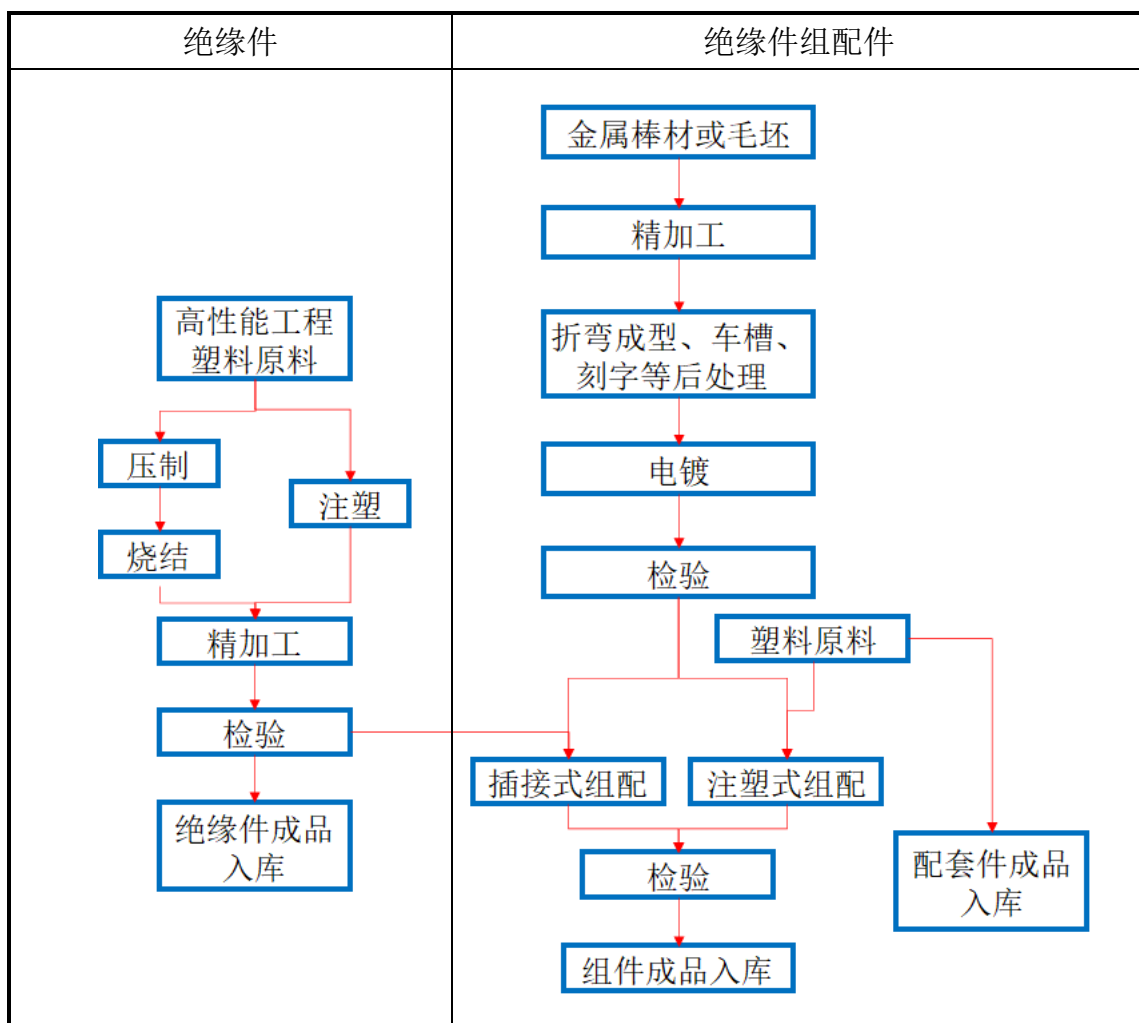 绝缘件
绝缘件组配件
高性能工程
塑料原料
压制
注塑
烧结
精加工
检验
绝缘件成品
入库
金属棒材或毛坯
精加工
折弯成型、车槽、
刻字等后处理
电镀
检验
塑料原料
插接式组配
注塑式组配
检验
配套件成品
入库
组件成品入库